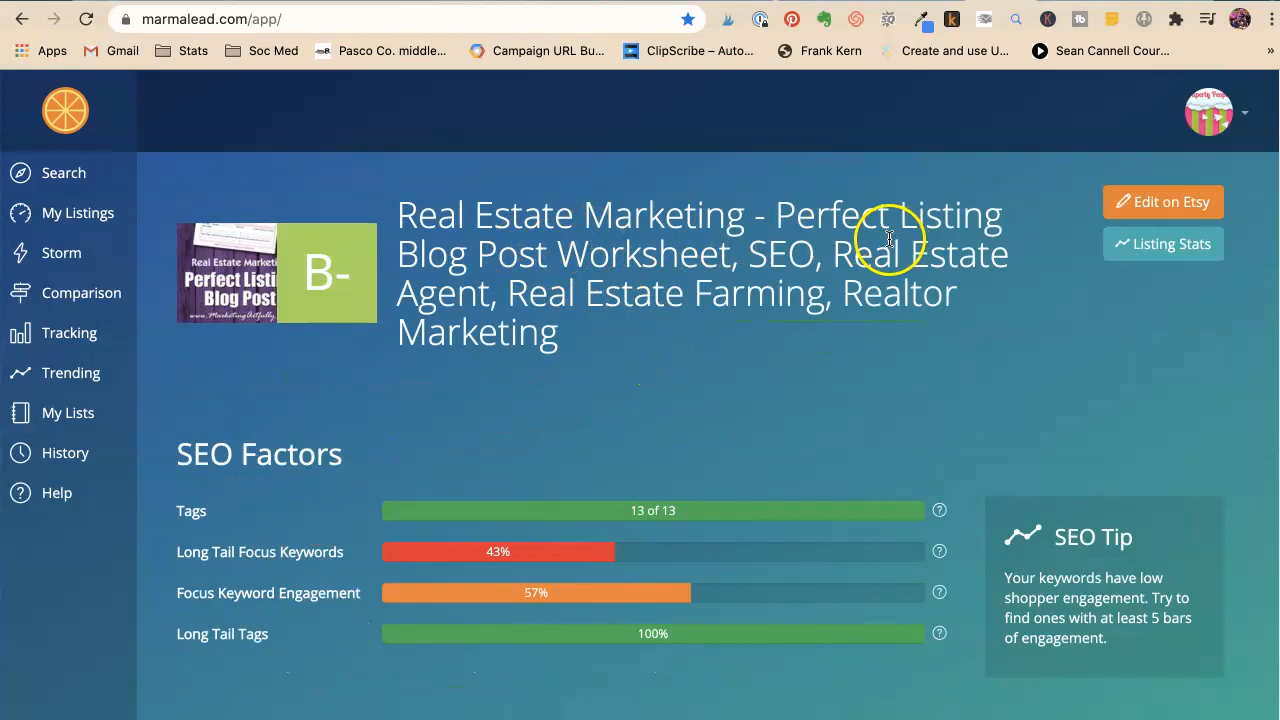 marmalead.com/app/
Apps
Gmail
Stats
Soc Med
Pasco Co. middle...
Campaign URL Bu...
ClipScribe – Auto...
Frank Kern
Create and use U...
Sean Cannell Cour...
»
Search
My Listings
Storm
Comparison
Tracking
Trending
My Lists
History
Help
Real Estate Marketi
Perfect Listi
Blog Post
www.MarketingArtfully.
B-
Real Estate Marketing - Perfect Listing
Blog Post Worksheet, SEO, Real Estate
Agent, Real Estate Farming, Realtor
Marketing
Edit on Etsy
Listing Stats
SEO Factors
Tags
13 of 13
Long Tail Focus Keywords
43%
Focus Keyword Engagement
57%
Long Tail Tags
100%
SEO Tip
Your keywords have low
shopper engagement. Try to
find ones with at least 5 bars
of engagement.